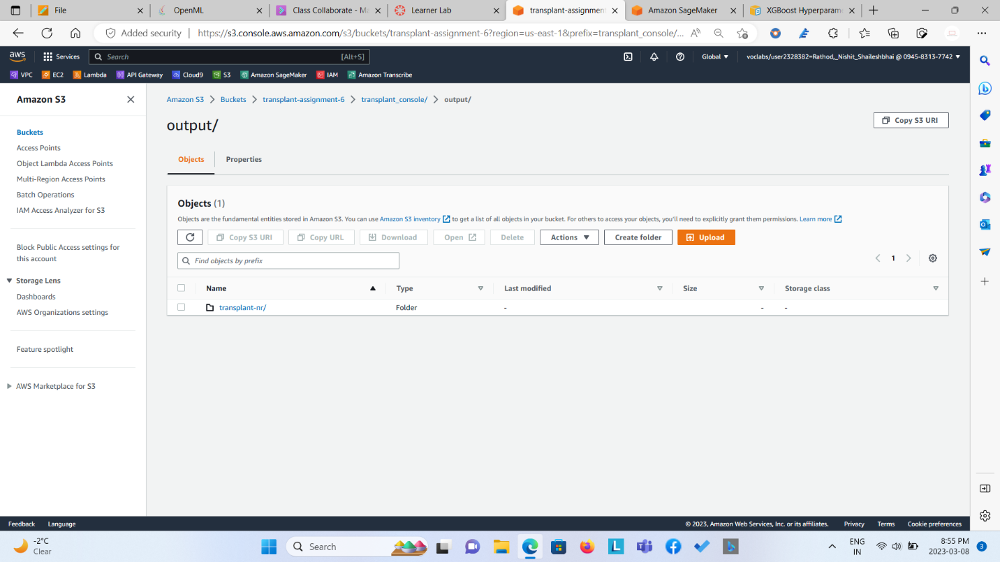 File
OpenML
Class Collaborate - Ma
Learner Lab
transplant-assignment
Amazon SageMaker
XGBoost Hyperparame
Added security
https://s3.console.aws.amazon.com/s3/buckets/transplant-assignment-6?region=us-east-1&prefix=transplant_console/...
aws
Services
Search
[Alt+S]
Global
voclabs/user2328382=Rathod,_Nishit_Shaileshbhai @ 0945-8313-7742
VPC
EC2
Lambda
API Gateway
Cloud9
S3
Amazon SageMaker
IAM
Amazon Transcribe
Amazon S3
Buckets
Access Points
Object Lambda Access Points
Multi-Region Access Points
Batch Operations
IAM Access Analyzer for S3
Block Public Access settings for
this account
Storage Lens
Dashboards
AWS Organizations settings
Feature spotlight
AWS Marketplace for S3
Amazon S3
Buckets
transplant-assignment-6
transplant_console/
output/
output/
Copy S3 URI
Objects
Properties
Objects (1)
Objects are the fundamental entities stored in Amazon S3. You can use Amazon S3 inventory to get a list of all objects in your bucket. For others to access your objects, you'll need to explicitly grant them permissions. Learn more
Copy S3 URI
Copy URL
Download
Open
Delete
Actions
Create folder
Upload
Find objects by prefix
1
Name
Type
Last modified
Size
Storage class
transplant-nr/
Folder
-
-
-
Feedback
Language
© 2023, Amazon Web Services, Inc. or its affiliates.
Privacy
Terms
Cookie preferences
-2°C
Clear
Search
ENG
IN
8:55 PM
2023-03-08
3